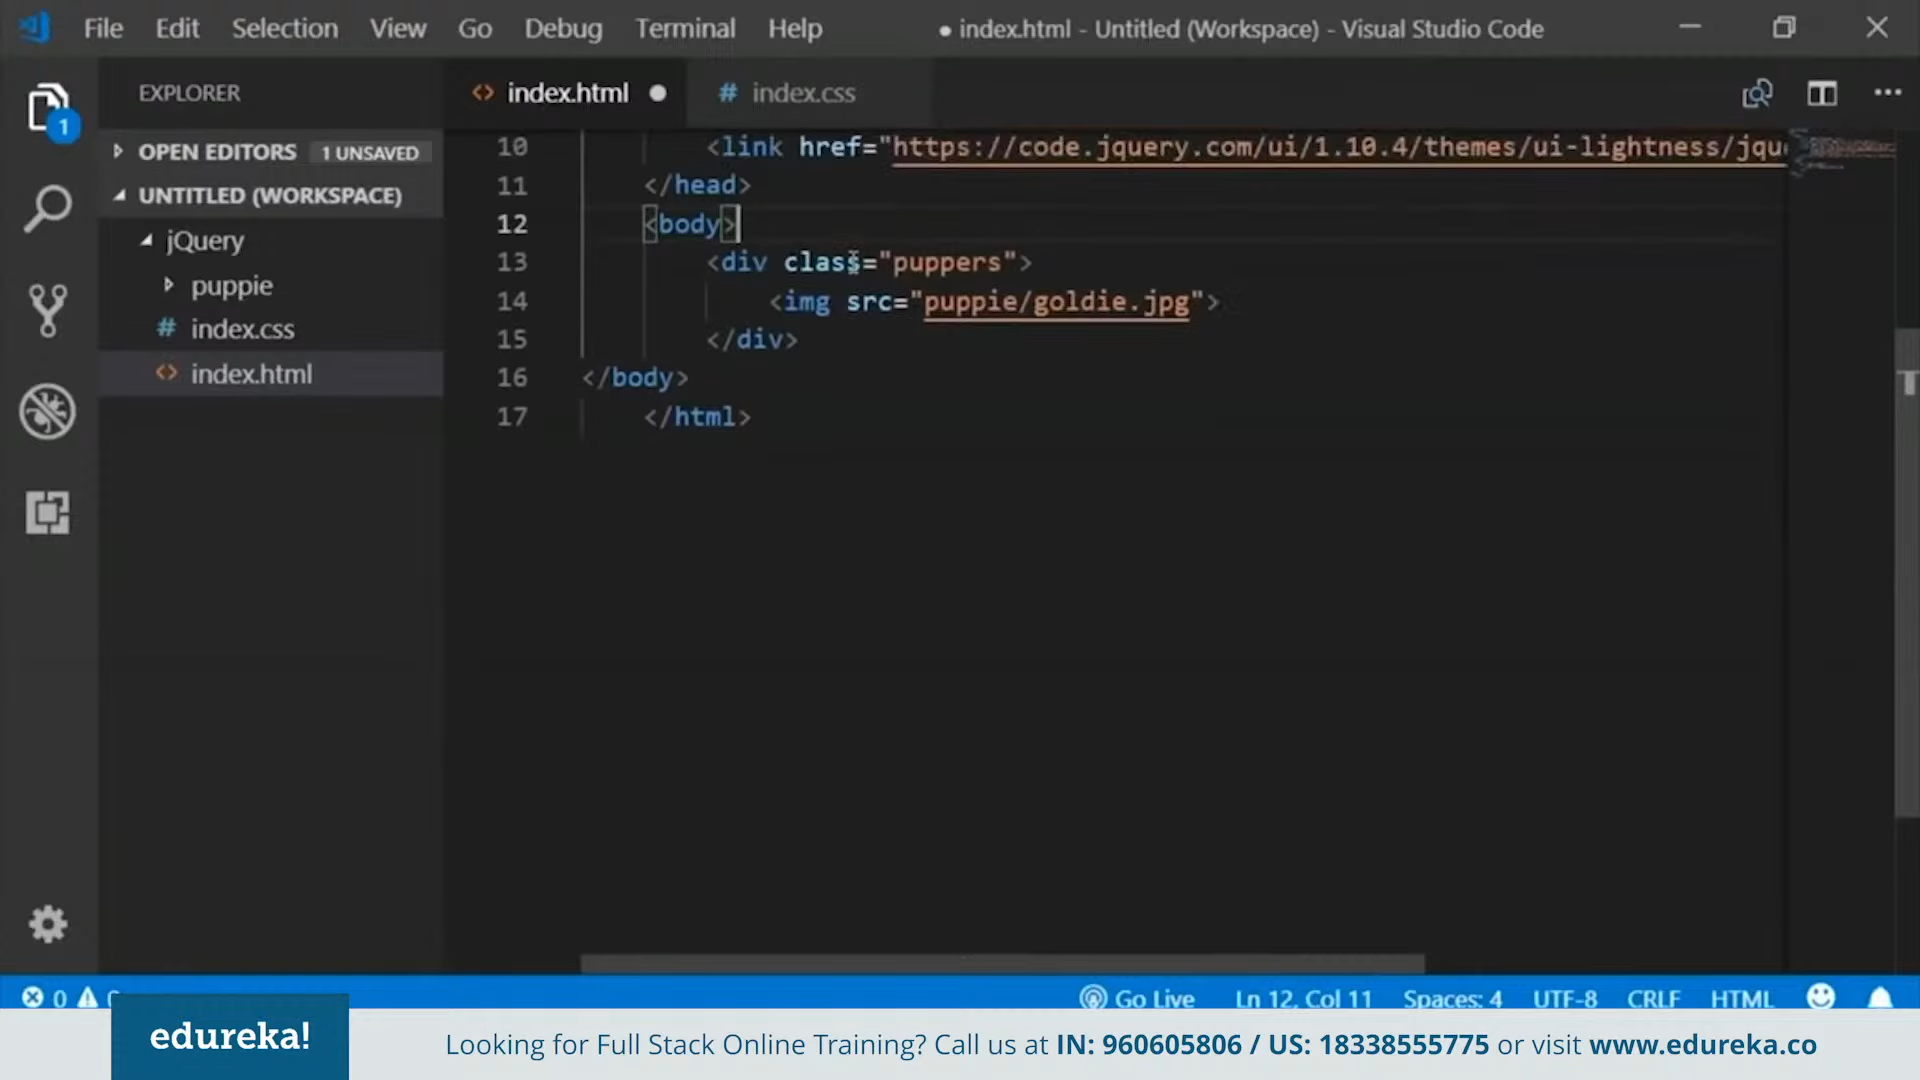 File Edit Selection View Go Debug Terminal Help ● index.html - Untitled (Workspace) - Visual Studio Code
EXPLORER
index.html
# index.css
OPEN EDITORS 1 UNSAVED
UNTITLED (WORKSPACE)
jQuery
puppie
# index.css
<> index.html
1
10 <link href="https://code.jquery.com/ui/1.10.4/themes/ui-lightness/jqu
11 </head>
12 <body>
13 <div class="puppers">
14 <img src="puppie/goldie.jpg">
15 </div>
16 </body>
17 </html>
0
Go Live Ln 12, Col 11 Spaces: 4 UTF-8 CRLF HTML
edureka!
Looking for Full Stack Online Training? Call us at IN: 960605806 / US: 18338555775 or visit www.edureka.co